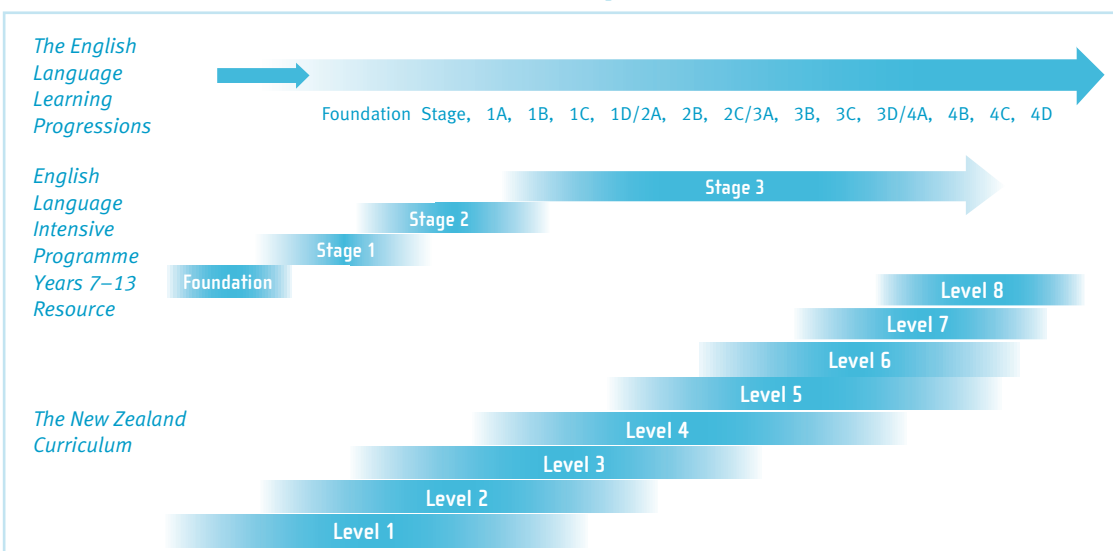 The English
Language
Learning
Progressions
Foundation Stage, 1A, 1B, 1C, 1D/2A, 2B, 2C/3A, 3B, 3C, 3D/4A, 4B, 4C, 4D
English
Language
Intensive
Programme
Years 7–13
Resource
Stage 3
Stage 2
Stage 1
Foundation
Level 8
Level 7
Level 6
Level 5
The New Zealand
Curriculum
Level 4
Level 3
Level 2
Level 1